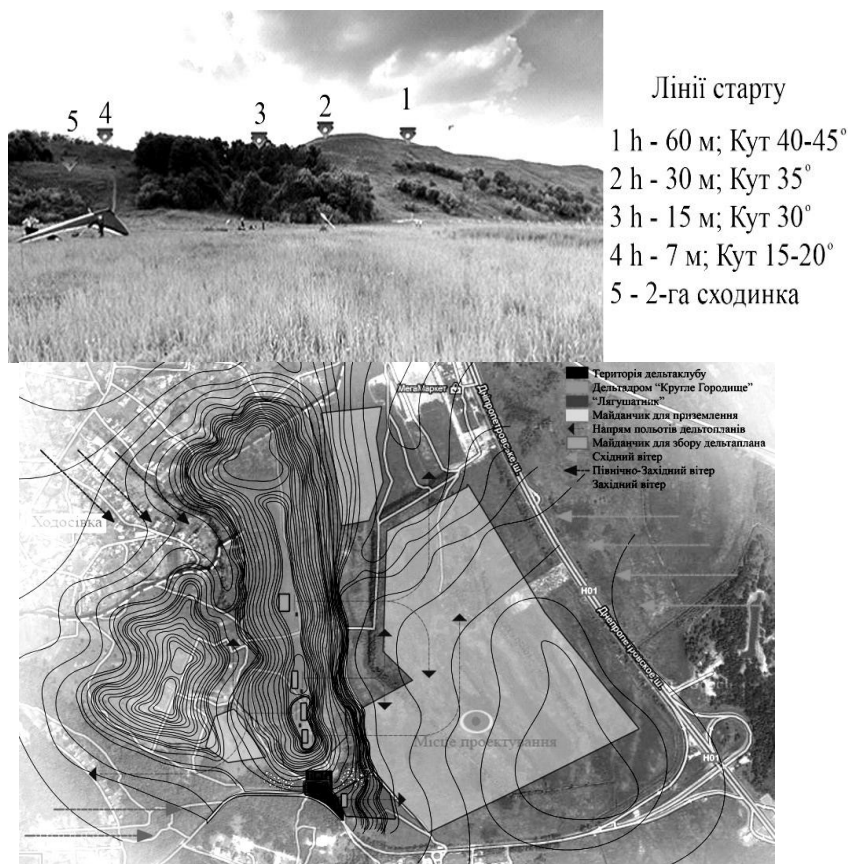 5
4
3
2
1
Лінії старту
1 h - 60 м; Кут 40-45°
2 h - 30 м; Кут 35°
3 h - 15 м; Кут 30°
4 h - 7 м; Кут 15-20°
5 - 2-га сходинка
МегаМаркет
Територія дельтаклубу
Дельтадром "Кругле Городище"
"Лягушатник"
Майданчик для приземлення
Напрям польотів дельтопланів
Майданчик для збору дельтаплана
Східний вітер
Північно-Західний вітер
Західний вітер
Днепропетровське Ш.
Ходосівка
Н01
Днепропетровское Ш.
Місце проектування
Н01